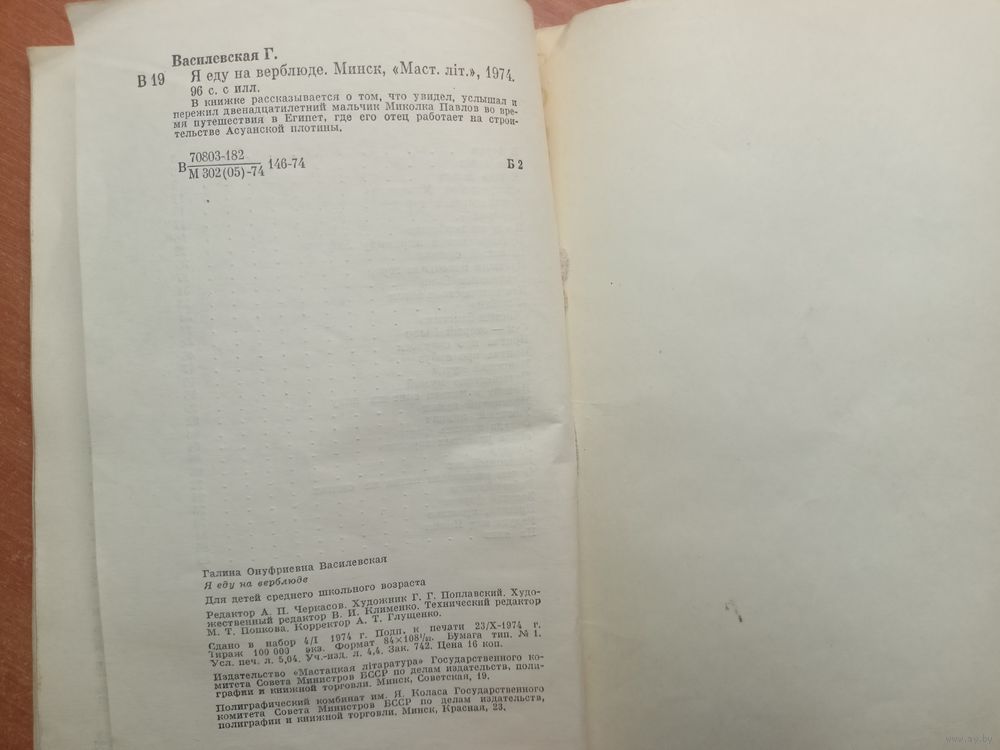 Василевская Г.
В 19 Я еду на верблюде. Минск, «Маст. літ.», 1974.
96 с. с илл.
В книжке рассказывается о том, что увидел, услышал и
пережил двенадцатилетний мальчик Миколка Павлов во вре-
мя путешествия в Египет, где его отец работает на строи-
тельстве Асуанской плотины.
В 70803-182
М 302(05)-74 146-74 Б 2
Галина Онуфриевна Василевская
Я еду на верблюде
Для детей среднего школьного возраста
Редактор А. П. Черкасов. Художник Г. Г. Поплавский. Худо-
жественный редактор В. И. Клименко. Технический редактор
М. Т. Попкова. Корректор А. Т. Глущенко.
Сдано в набор 4/I 1974 г. Подп. к печати 23/X-1974 г.
Тираж 100 000 экз. Формат 84×108¹/₃₂. Бумага тип. № 1.
Усл. печ. л. 5,04. Уч.-изд. л. 4,4. Зак. 742. Цена 16 коп.
Издательство «Мастацкая літаратура» Государственного ко-
митета Совета Министров БССР по делам издательств, поли-
графии и книжной торговли. Минск, Советская, 19.
Полиграфический комбинат им. Я. Коласа Государственного
комитета Совета Министров БССР по делам издательств,
полиграфии и книжной торговли. Минск, Красная, 23.
www.ay.by